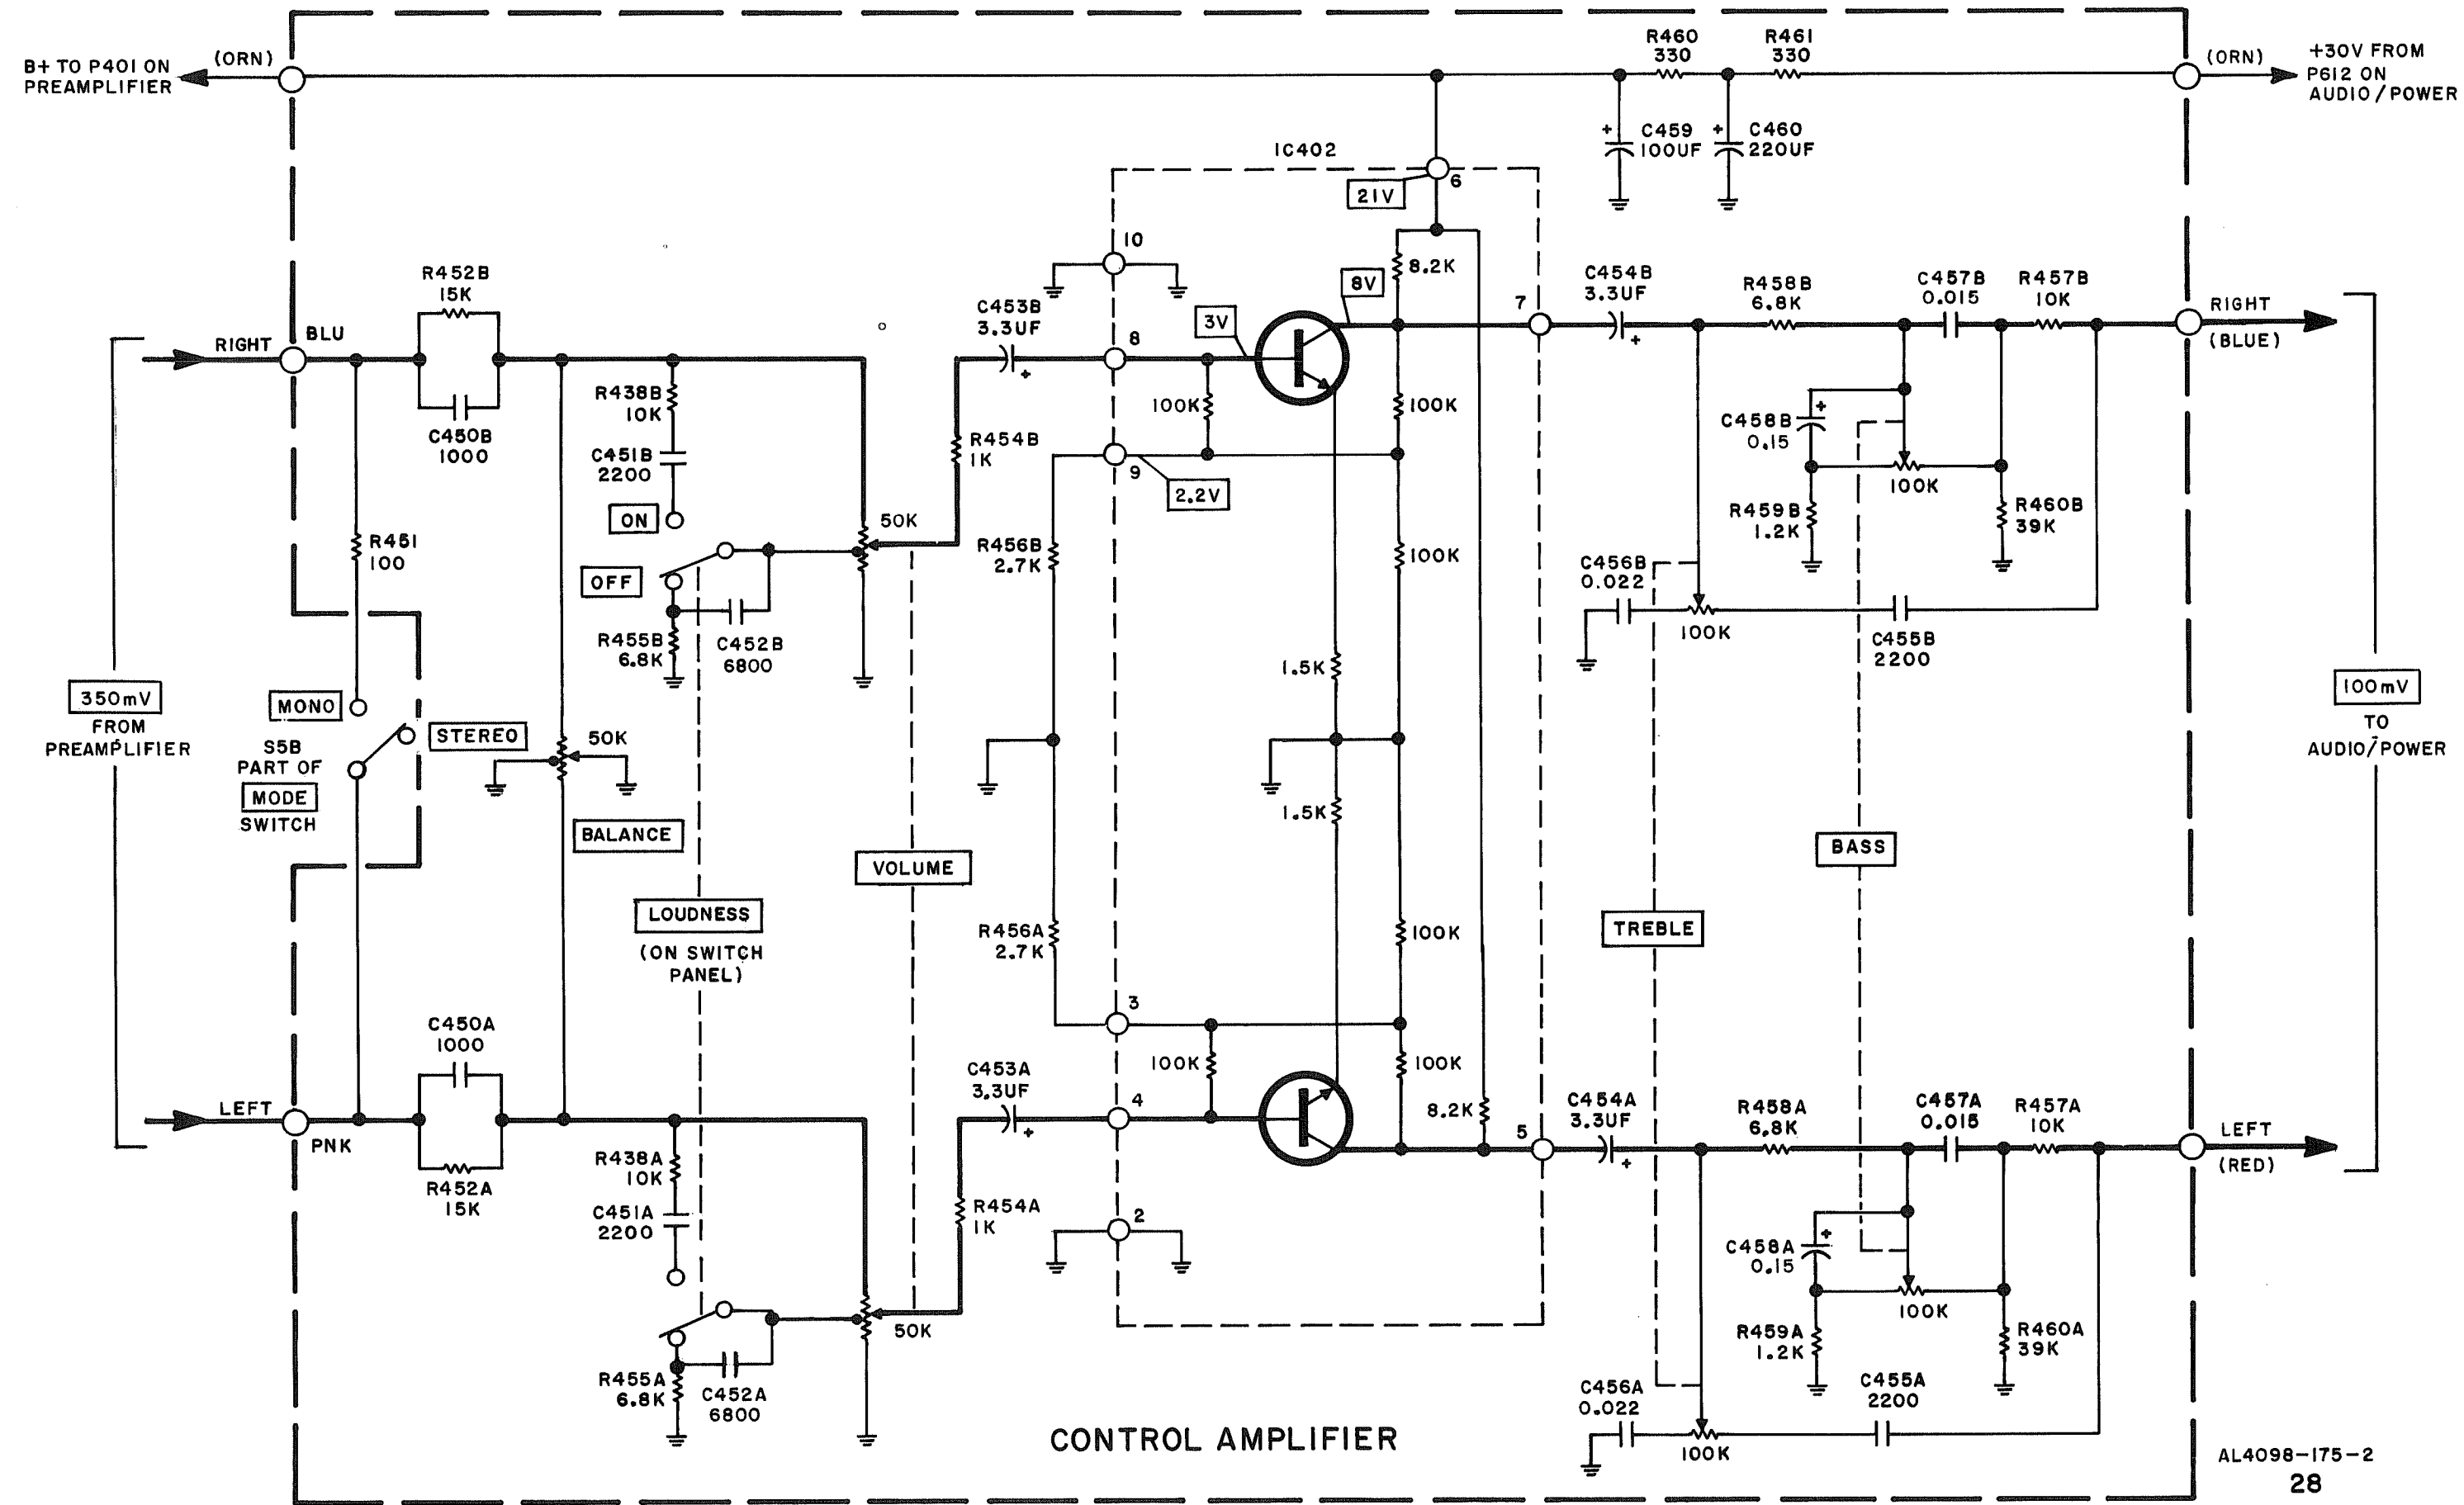 B+ TO P401 ON
PREAMPLIFIER
(ORN)
R460
330
R461
330
(ORN)
+30V FROM
P612 ON
AUDIO/POWER
+
C459
100UF
+
C460
220UF
IC402
6
21V
10
R452B
15K
C450B
1000
RIGHT
BLU
R438B
10K
C451B
2200
ON
OFF
R455B
6.8K
C452B
6800
50K
C453B
3.3UF
+
R454B
1K
8
3V
8V
8.2K
7
100K
100K
9
2.2V
R456B
2.7K
100K
C454B
3.3UF
+
R458B
6.8K
C457B
0.015
R457B
10K
RIGHT
(BLUE)
C458B
0.15
+
100K
R459B
1.2K
R460B
39K
C456B
0.022
100K
C455B
2200
R451
100
350mV
FROM
PREAMPLIFIER
MONO
STEREO
S5B
PART OF
MODE
SWITCH
50K
BALANCE
LOUDNESS
(ON SWITCH
PANEL)
VOLUME
1.5K
1.5K
TREBLE
BASS
100mV
TO
AUDIO/POWER
R456A
2.7K
100K
3
100K
100K
C450A
1000
LEFT
PNK
R452A
15K
R438A
10K
C451A
2200
R455A
6.8K
C452A
6800
50K
C453A
3.3UF
+
R454A
1K
4
8.2K
5
2
C454A
3.3UF
+
R458A
6.8K
C457A
0.015
R457A
10K
LEFT
(RED)
C458A
0.15
+
100K
R459A
1.2K
R460A
39K
C456A
0.022
100K
C455A
2200
CONTROL AMPLIFIER
AL4098-175-2
28